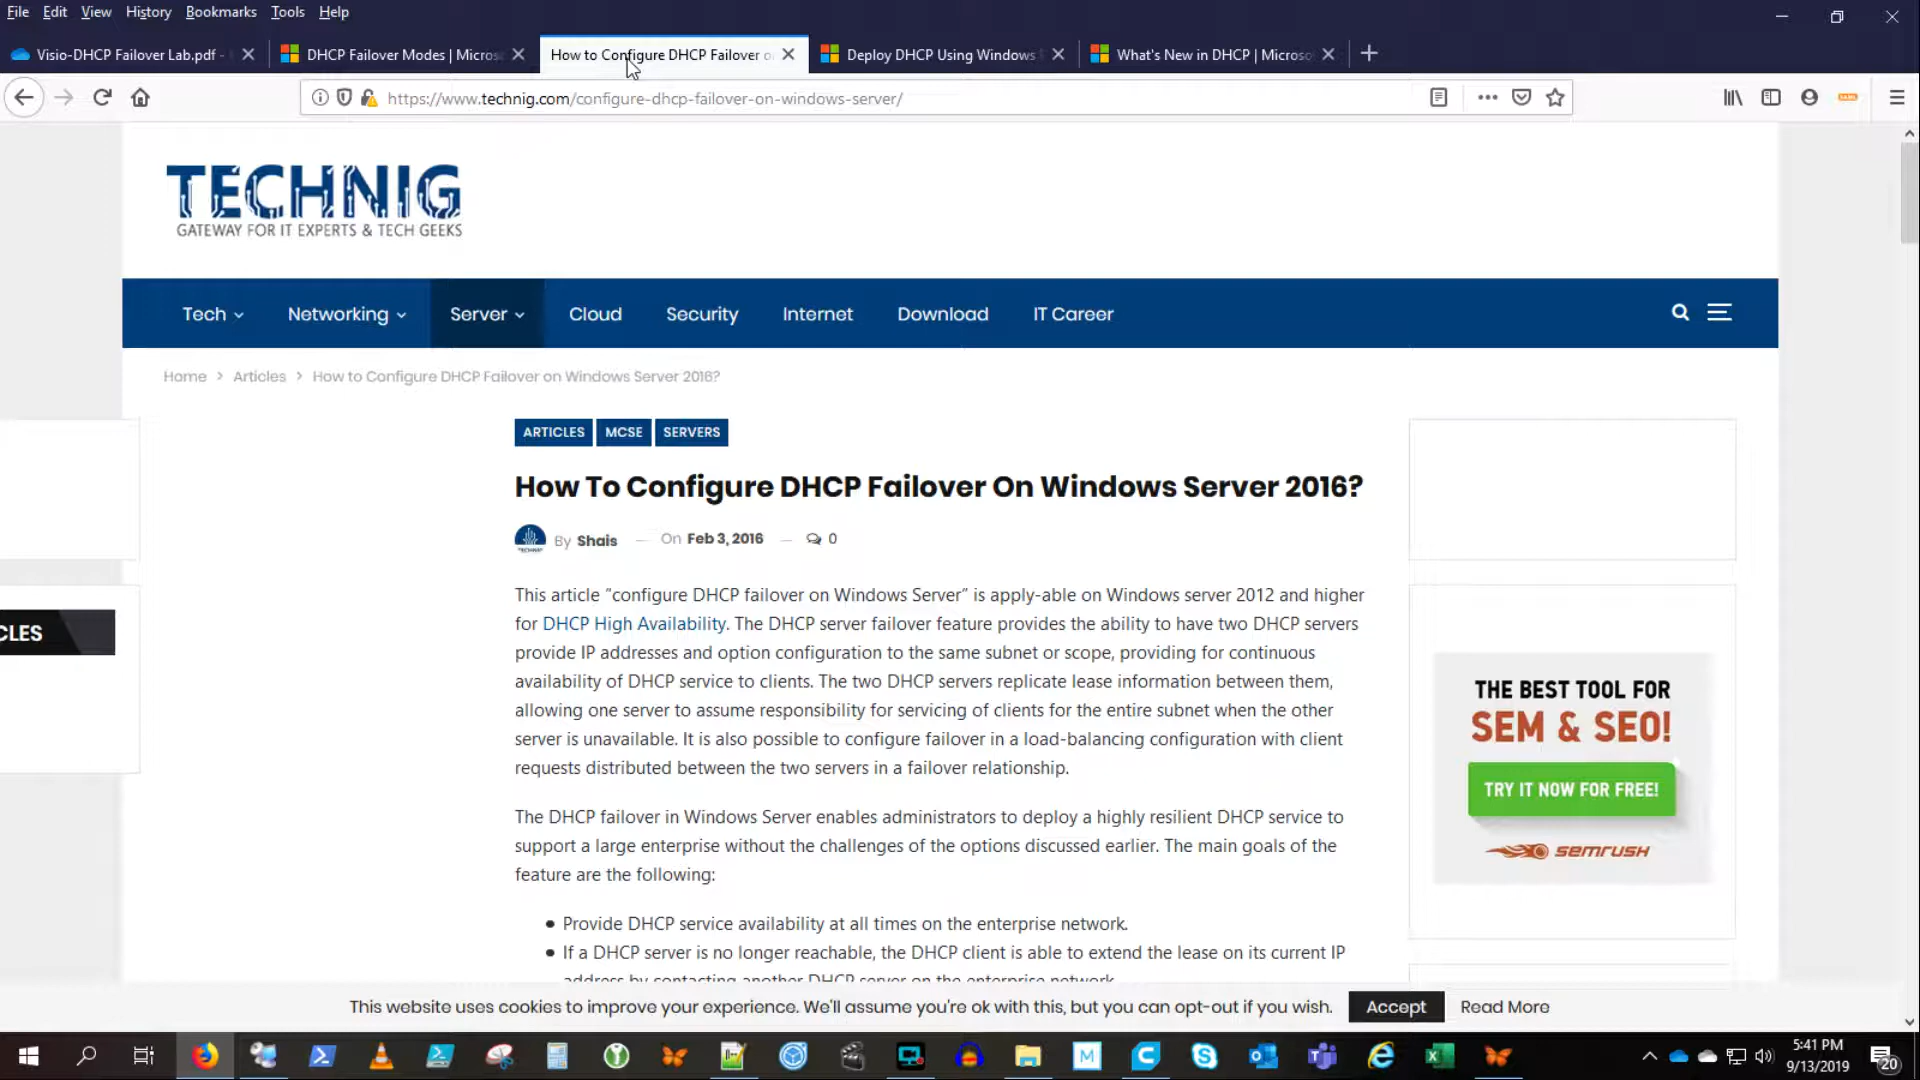 File Edit View History Bookmarks Tools Help
Visio-DHCP Failover Lab.pdf -
DHCP Failover Modes | Micros
How to Configure DHCP Failover o
Deploy DHCP Using Windows
What's New in DHCP | Microso
https://www.technig.com/configure-dhcp-failover-on-windows-server/
TECHNIG
GATEWAY FOR IT EXPERTS & TECH GEEKS
Tech Networking Server Cloud Security Internet Download IT Career
Home > Articles > How to Configure DHCP Failover on Windows Server 2016?
ARTICLES MCSE SERVERS
How To Configure DHCP Failover On Windows Server 2016?
By Shais — On Feb 3, 2016 — 0
This article "configure DHCP failover on Windows Server" is apply-able on Windows server 2012 and higher
for DHCP High Availability. The DHCP server failover feature provides the ability to have two DHCP servers
provide IP addresses and option configuration to the same subnet or scope, providing for continuous
availability of DHCP service to clients. The two DHCP servers replicate lease information between them,
allowing one server to assume responsibility for servicing of clients for the entire subnet when the other
server is unavailable. It is also possible to configure failover in a load-balancing configuration with client
requests distributed between the two servers in a failover relationship.
The DHCP failover in Windows Server enables administrators to deploy a highly resilient DHCP service to
support a large enterprise without the challenges of the options discussed earlier. The main goals of the
feature are the following:
• Provide DHCP service availability at all times on the enterprise network.
• If a DHCP server is no longer reachable, the DHCP client is able to extend the lease on its current IP
address by contacting another DHCP server on the enterprise network.
CLES
THE BEST TOOL FOR
SEM & SEO!
TRY IT NOW FOR FREE!
SEMRUSH
This website uses cookies to improve your experience. We'll assume you're ok with this, but you can opt-out if you wish. Accept Read More
5:41 PM
9/13/2019
20